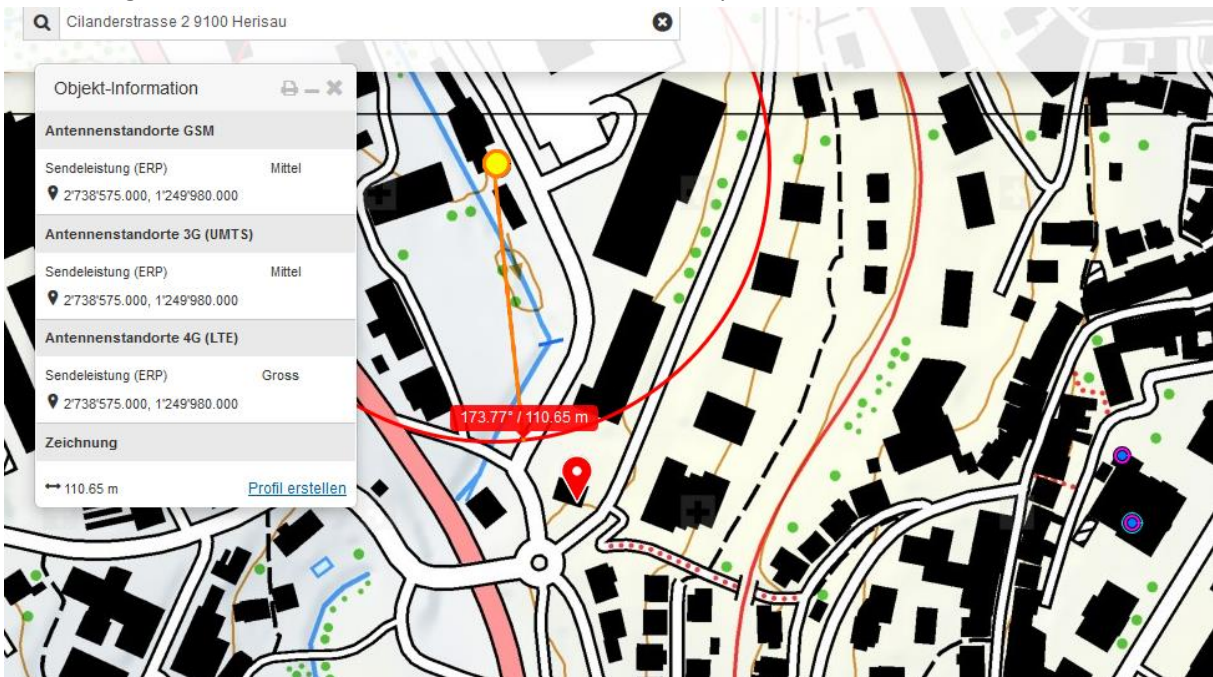 Cilanderstrasse 2 9100 Herisau
Objekt-Information
Antennenstandorte GSM
Sendeleistung (ERP) Mittel
2'738'575.000, 1'249'980.000
Antennenstandorte 3G (UMTS)
Sendeleistung (ERP) Mittel
2'738'575.000, 1'249'980.000
Antennenstandorte 4G (LTE)
Sendeleistung (ERP) Gross
2'738'575.000, 1'249'980.000
Zeichnung
110.65 m Profil erstellen
173.77° / 110.65 m